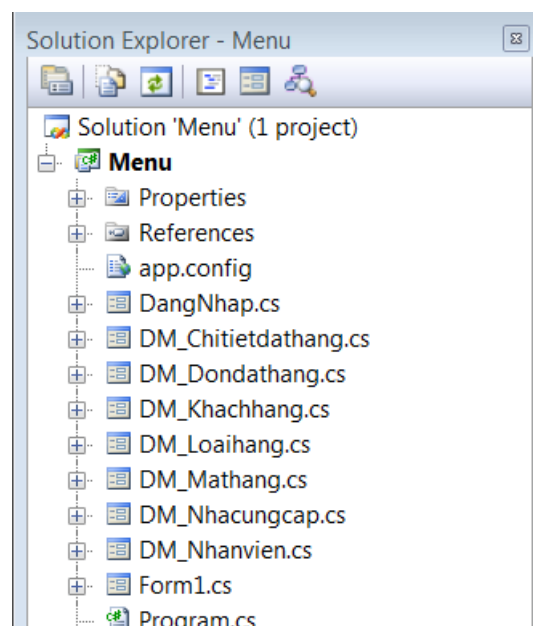 Solution Explorer - Menu
Solution 'Menu' (1 project)
Menu
Properties
References
app.config
DangNhap.cs
DM_Chitietdathang.cs
DM_Dondathang.cs
DM_Khachhang.cs
DM_Loaihang.cs
DM_Mathang.cs
DM_Nhacungcap.cs
DM_Nhanvien.cs
Form1.cs
Program.cs